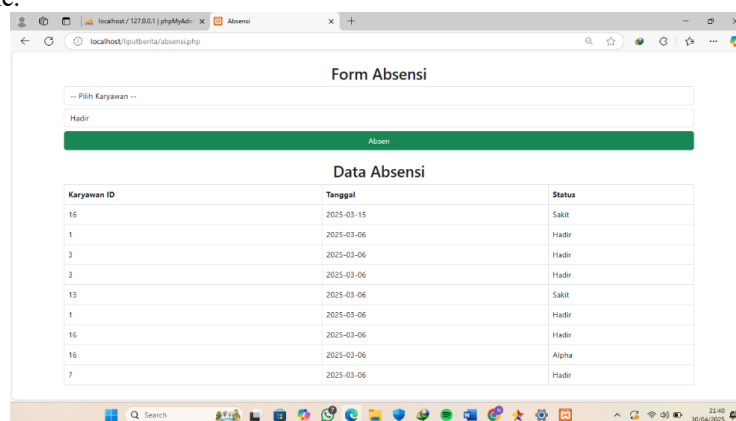 localhost / 127.0.0.1 | phpMyAdm
Absensi
localhost/liputberita/absensi.php
Form Absensi
-- Pilih Karyawan --
Hadir
Absen
Data Absensi
Karyawan ID Tanggal Status
16 2025-03-15 Sakit
1 2025-03-06 Hadir
3 2025-03-06 Hadir
3 2025-03-06 Hadir
13 2025-03-06 Sakit
1 2025-03-06 Hadir
16 2025-03-06 Hadir
16 2025-03-06 Alpha
7 2025-03-06 Hadir
Search
21:40
30/04/2025